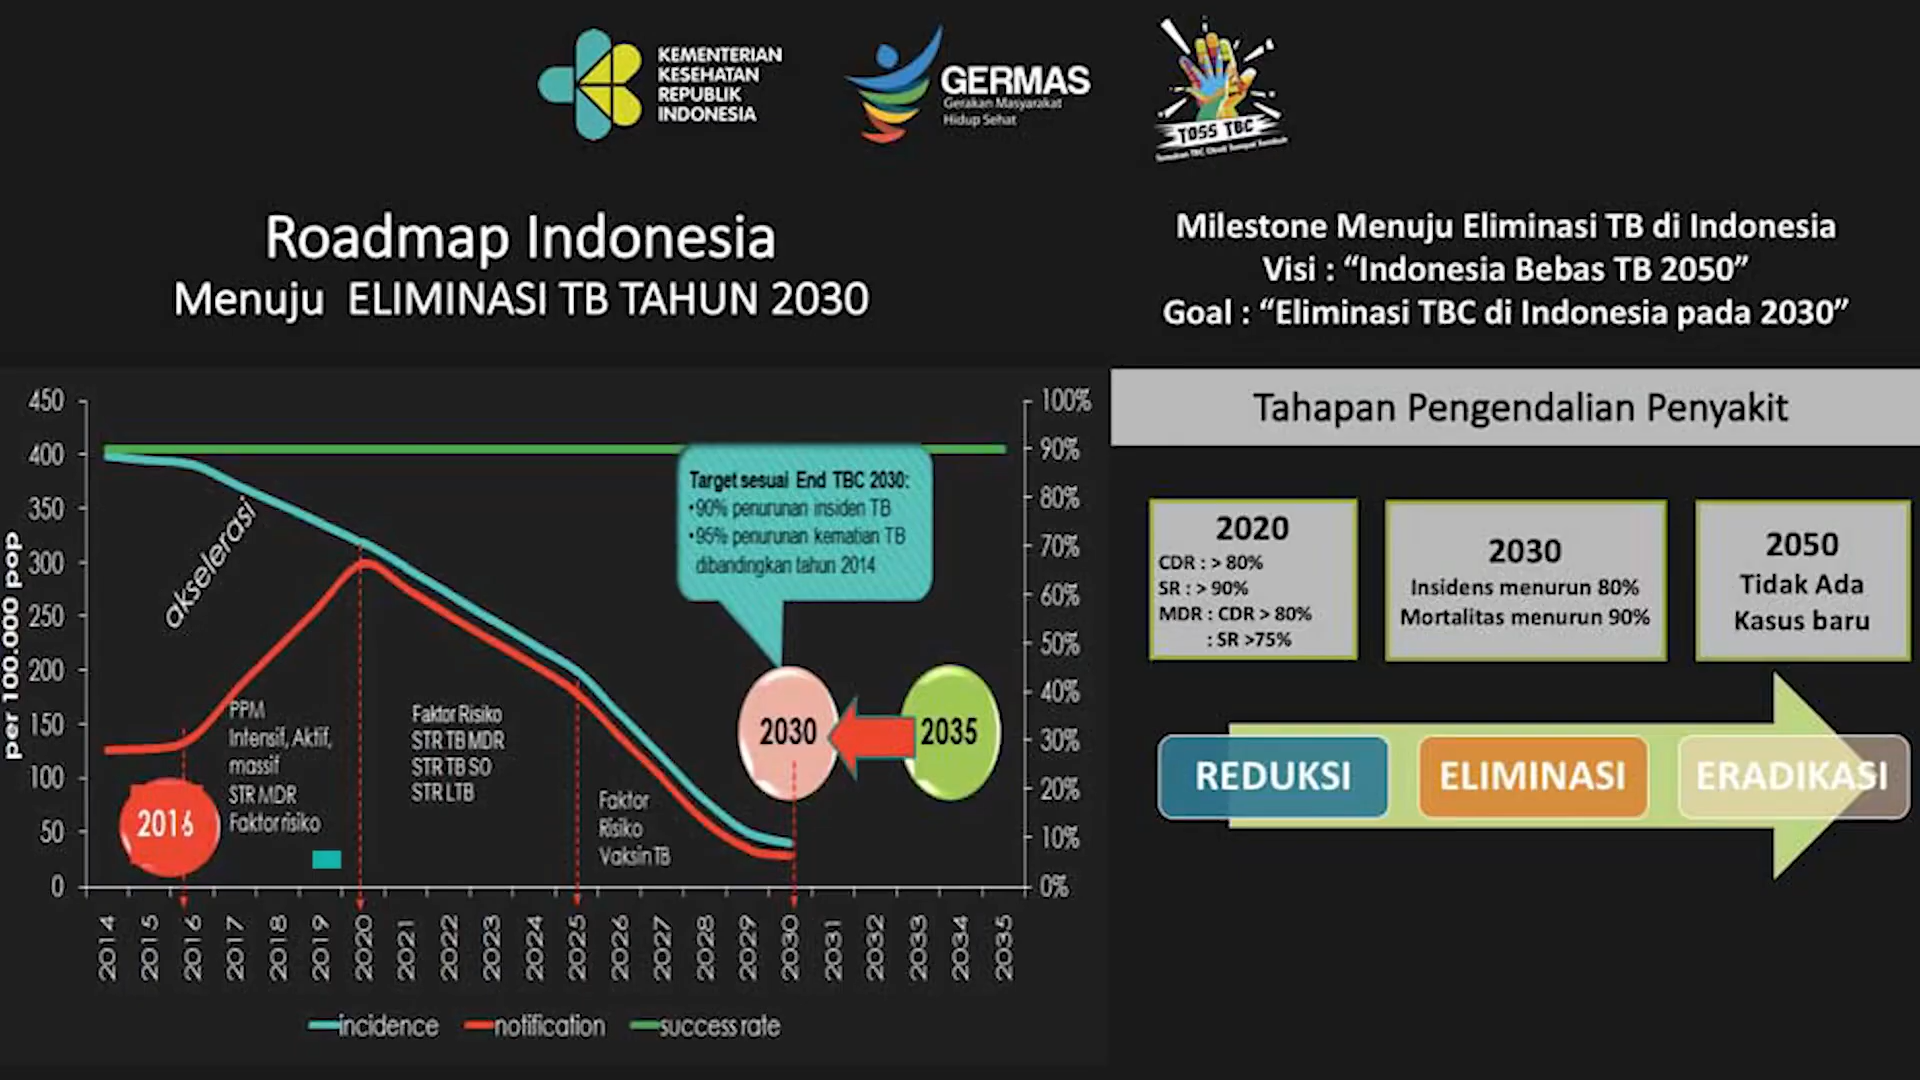 KEMENTERIAN
KESEHATAN
REPUBLIK
INDONESIA
GERMAS
Gerakan Masyarakat
Hidup Sehat
TOSS TBC
Roadmap Indonesia
Menuju ELIMINASI TB TAHUN 2030
Milestone Menuju Eliminasi TB di Indonesia
Visi : “Indonesia Bebas TB 2050”
Goal : “Eliminasi TBC di Indonesia pada 2030”
per 100.000 pop
450
400
350
300
250
200
150
100
50
0
100%
90%
80%
70%
60%
50%
40%
30%
20%
10%
0%
akselerasi
Target sesuai End TBC 2030:
•90% penurunan insiden TB
•95% penurunan kematian TB
dibandingkan tahun 2014
2030
2035
2016
PPM
Intensif, Aktif,
massif
STR MDR
Faktor risiko
Faktor Risiko
STR TB MDR
STR TB SO
STR LTB
Faktor
Risiko
Vaksin TB
2014
2015
2016
2017
2018
2019
2020
2021
2022
2023
2024
2025
2026
2027
2028
2029
2030
2031
2032
2033
2034
2035
incidence
notification
success rate
Tahapan Pengendalian Penyakit
2020
CDR : > 80%
SR : > 90%
MDR : CDR > 80%
: SR >75%
2030
Insidens menurun 80%
Mortalitas menurun 90%
2050
Tidak Ada
Kasus baru
REDUKSI
ELIMINASI
ERADIKASI